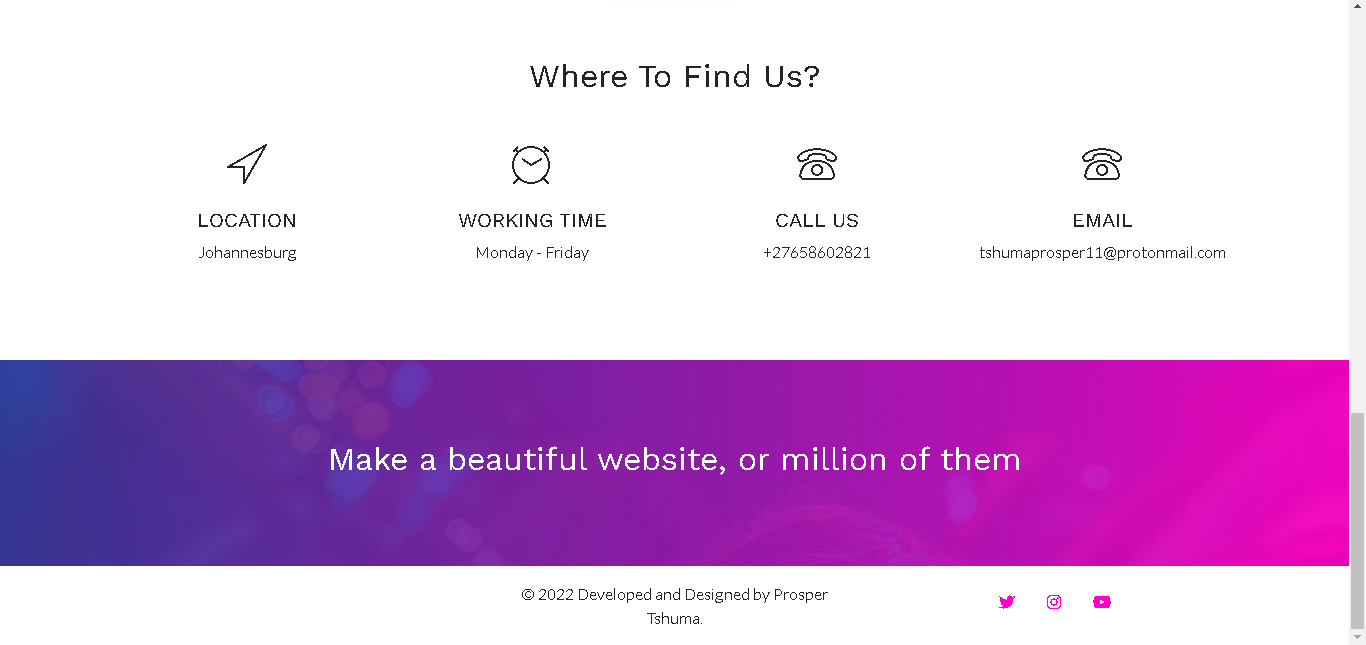 Where To Find Us?
LOCATION
Johannesburg
WORKING TIME
Monday - Friday
CALL US
+27658602821
EMAIL
tshumaprosper11@protonmail.com
Make a beautiful website, or million of them
© 2022 Developed and Designed by Prosper
Tshuma.